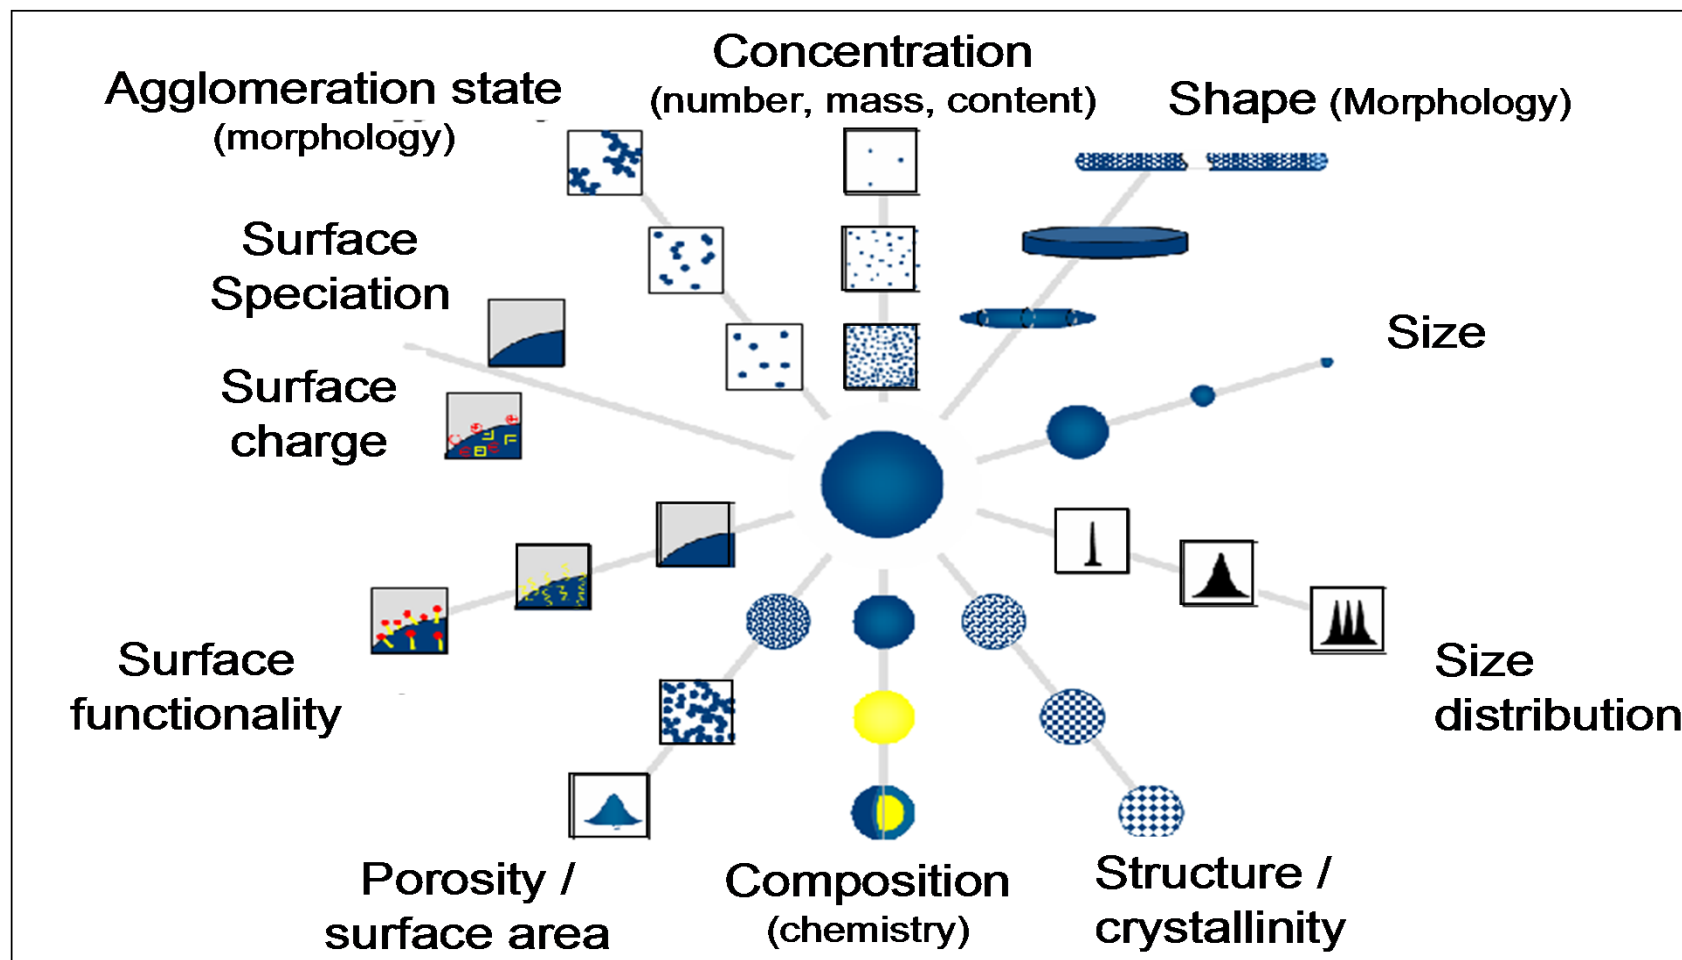 Concentration
(number, mass, content)
Agglomeration state
(morphology)
Shape (Morphology)
Surface
Speciation
Size
Surface
charge
Surface
functionality
Size
distribution
Porosity /
surface area
Composition
(chemistry)
Structure /
crystallinity